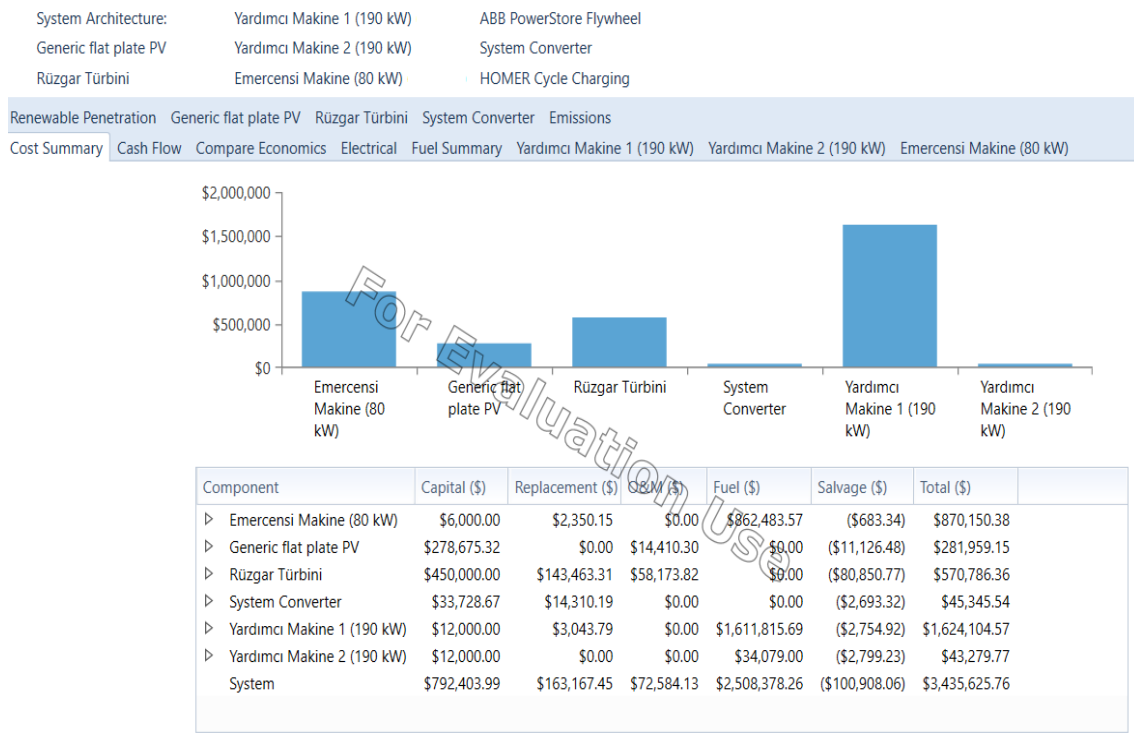 System Architecture: Yardımcı Makine 1 (190 kW) ABB PowerStore Flywheel
Generic flat plate PV Yardımcı Makine 2 (190 kW) System Converter
Rüzgar Türbini Emercensi Makine (80 kW) HOMER Cycle Charging
Renewable Penetration Generic flat plate PV Rüzgar Türbini System Converter Emissions
Cost Summary Cash Flow Compare Economics Electrical Fuel Summary Yardımcı Makine 1 (190 kW) Yardımcı Makine 2 (190 kW) Emercensi Makine (80 kW)
$2,000,000
$1,500,000
$1,000,000
$500,000
$0
Emercensi Makine (80 kW)
Generic flat plate PV
Rüzgar Türbini
System Converter
Yardımcı Makine 1 (190 kW)
Yardımcı Makine 2 (190 kW)
For Evaluation Use
Component Capital ($) Replacement ($) O&M ($) Fuel ($) Salvage ($) Total ($)
Emercensi Makine (80 kW) $6,000.00 $2,350.15 $0.00 $862,483.57 ($683.34) $870,150.38
Generic flat plate PV $278,675.32 $0.00 $14,410.30 $0.00 ($11,126.48) $281,959.15
Rüzgar Türbini $450,000.00 $143,463.31 $58,173.82 $0.00 ($80,850.77) $570,786.36
System Converter $33,728.67 $14,310.19 $0.00 $0.00 ($2,693.32) $45,345.54
Yardımcı Makine 1 (190 kW) $12,000.00 $3,043.79 $0.00 $1,611,815.69 ($2,754.92) $1,624,104.57
Yardımcı Makine 2 (190 kW) $12,000.00 $0.00 $0.00 $34,079.00 ($2,799.23) $43,279.77
System $792,403.99 $163,167.45 $72,584.13 $2,508,378.26 ($100,908.06) $3,435,625.76